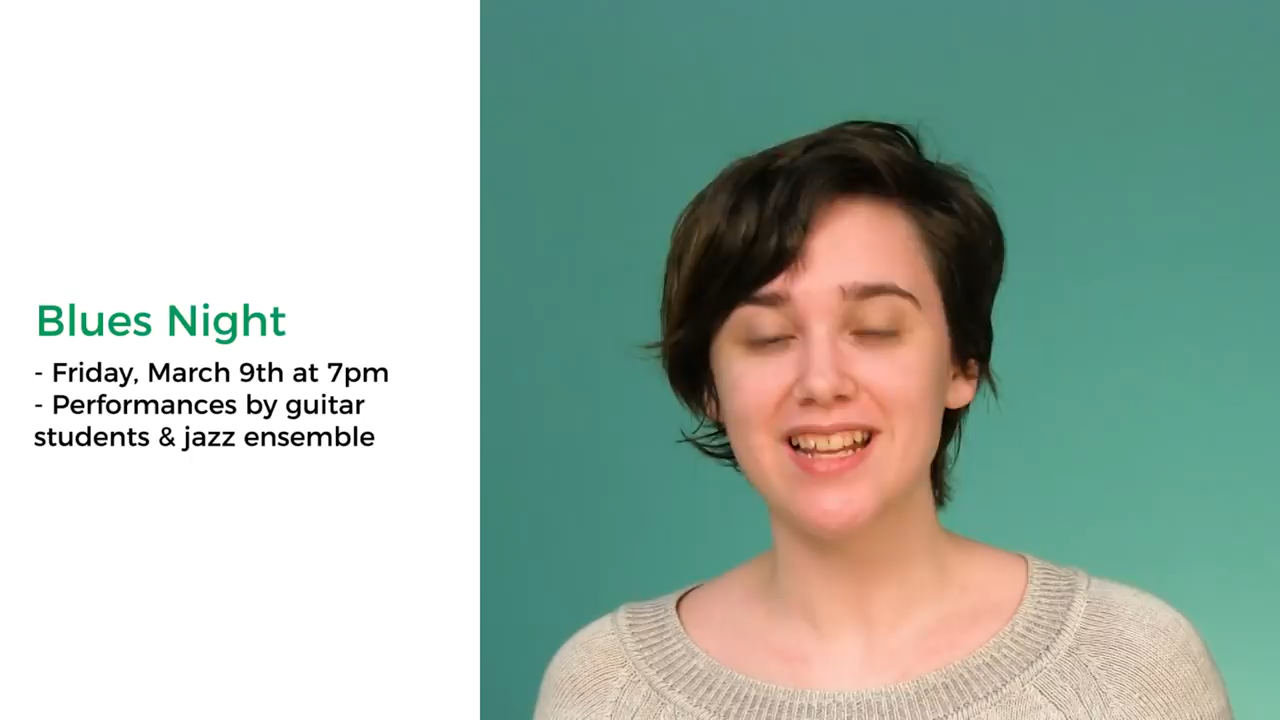 Blues Night
- Friday, March 9th at 7pm
- Performances by guitar
students & jazz ensemble